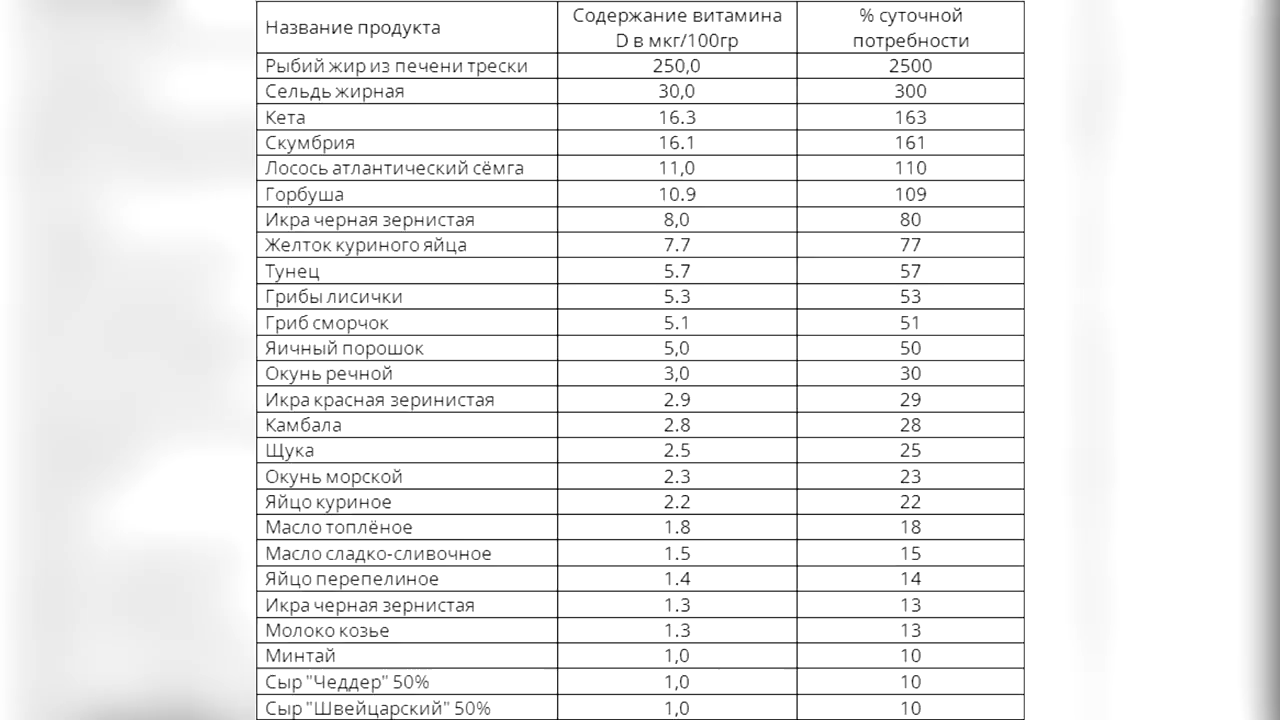 Название продукта Содержание витамина D в мкг/100гр % суточной потребности
Рыбий жир из печени трески 250,0 2500
Сельдь жирная 30,0 300
Кета 16.3 163
Скумбрия 16.1 161
Лосось атлантический сёмга 11,0 110
Горбуша 10.9 109
Икра черная зернистая 8,0 80
Желток куриного яйца 7.7 77
Тунец 5.7 57
Грибы лисички 5.3 53
Гриб сморчок 5.1 51
Яичный порошок 5,0 50
Окунь речной 3,0 30
Икра красная зеринистая 2.9 29
Камбала 2.8 28
Щука 2.5 25
Окунь морской 2.3 23
Яйцо куриное 2.2 22
Масло топлёное 1.8 18
Масло сладко-сливочное 1.5 15
Яйцо перепелиное 1.4 14
Икра черная зернистая 1.3 13
Молоко козье 1.3 13
Минтай 1,0 10
Сыр "Чеддер" 50% 1,0 10
Сыр "Швейцарский" 50% 1,0 10